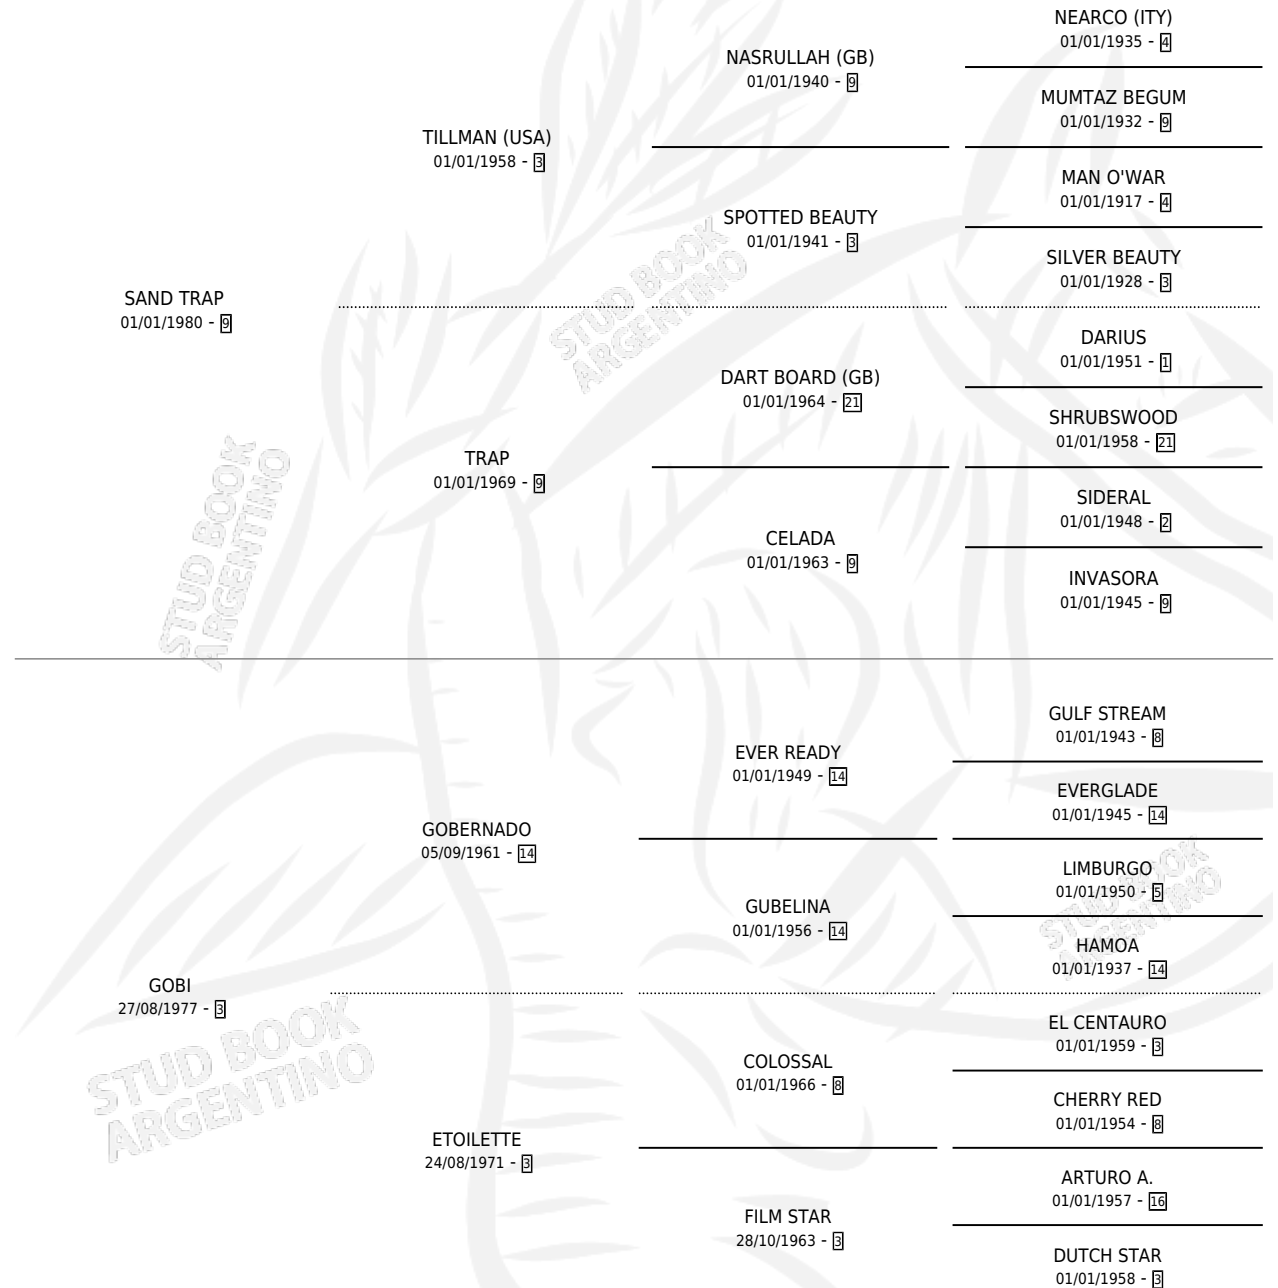 NEARCO (ITY)
01/01/1935 - 4
NASRULLAH (GB)
01/01/1940 - 9
MUMTAZ BEGUM
01/01/1932 - 9
TILLMAN (USA)
01/01/1958 - 3
MAN O'WAR
01/01/1917 - 4
SPOTTED BEAUTY
01/01/1941 - 3
SILVER BEAUTY
01/01/1928 - 3
SAND TRAP
01/01/1980 - 9
STUD BOOK
ARGENTINO
DARIUS
01/01/1951 - 1
DART BOARD (GB)
01/01/1964 - 21
SHRUBSWOOD
01/01/1958 - 21
TRAP
01/01/1969 - 9
SIDERAL
01/01/1948 - 2
CELADA
01/01/1963 - 9
INVASORA
01/01/1945 - 9
STUD BOOK
ARGENTINO
GULF STREAM
01/01/1943 - 8
EVER READY
01/01/1949 - 14
EVERGLADE
01/01/1945 - 14
GOBERNADO
05/09/1961 - 14
LIMBURGO
01/01/1950 - 5
GUBELINA
01/01/1956 - 14
HAMOA
01/01/1937 - 14
STUD BOOK
ARGENTINO
GOBI
27/08/1977 - 3
EL CENTAURO
01/01/1959 - 3
COLOSSAL
01/01/1966 - 8
CHERRY RED
01/01/1954 - 8
STUD BOOK
ARGENTINO
ETOILETTE
24/08/1971 - 3
ARTURO A.
01/01/1957 - 16
FILM STAR
28/10/1963 - 3
DUTCH STAR
01/01/1958 - 3